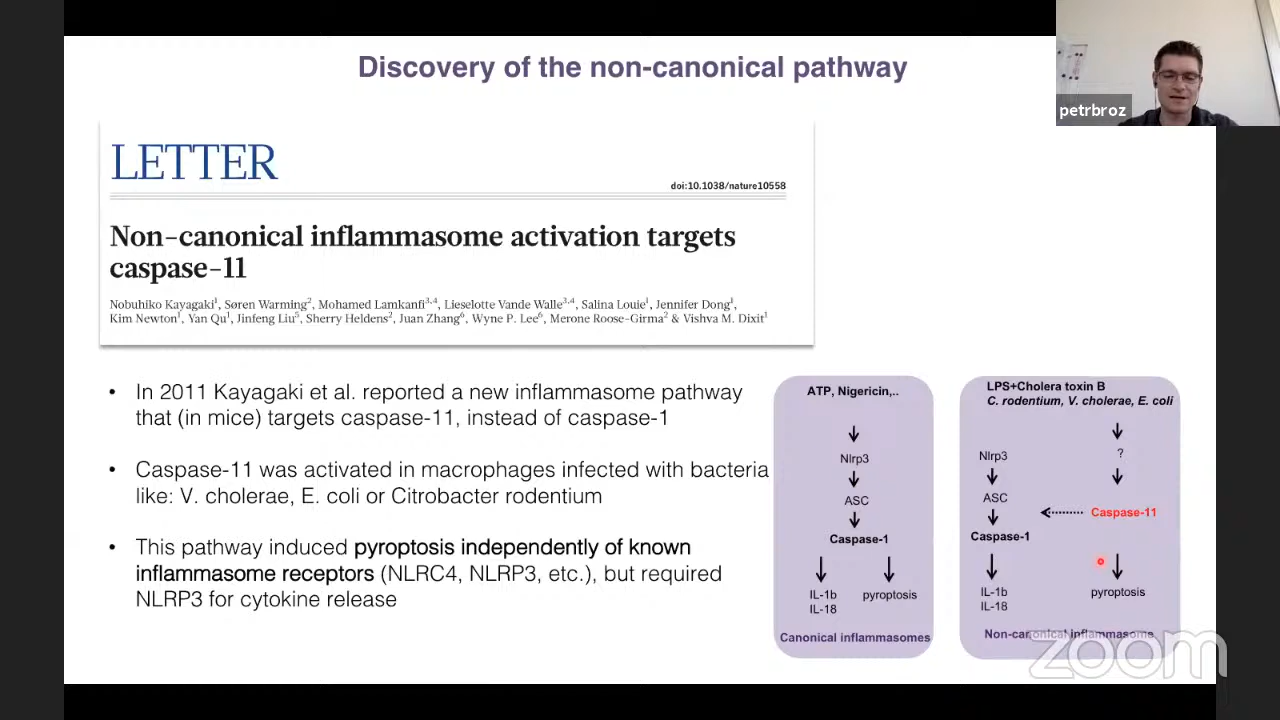 Discovery of the non-canonical pathway
petrbroz
LETTER
doi:10.1038/nature10558
Non-canonical inflammasome activation targets
caspase-11
Nobuhiko Kayagaki1, Søren Warming2, Mohamed Lamkanfi3,4, Lieselotte Vande Walle3,4, Salina Louie1, Jennifer Dong1,
Kim Newton1, Yan Qu1, Jinfeng Liu5, Sherry Heldens2, Juan Zhang6, Wyne P. Lee6, Merone Roose-Girma2 & Vishva M. Dixit1
• In 2011 Kayagaki et al. reported a new inflammasome pathway
that (in mice) targets caspase-11, instead of caspase-1
• Caspase-11 was activated in macrophages infected with bacteria
like: V. cholerae, E. coli or Citrobacter rodentium
• This pathway induced pyroptosis independently of known
inflammasome receptors (NLRC4, NLRP3, etc.), but required
NLRP3 for cytokine release
ATP, Nigericin,..
Nlrp3
ASC
Caspase-1
IL-1b
IL-18
pyroptosis
Canonical inflammasomes
LPS+Cholera toxin B
C. rodentium, V. cholerae, E. coli
Nlrp3
?
ASC
Caspase-11
Caspase-1
IL-1b
IL-18
pyroptosis
Non-canonical inflammasome
zoom